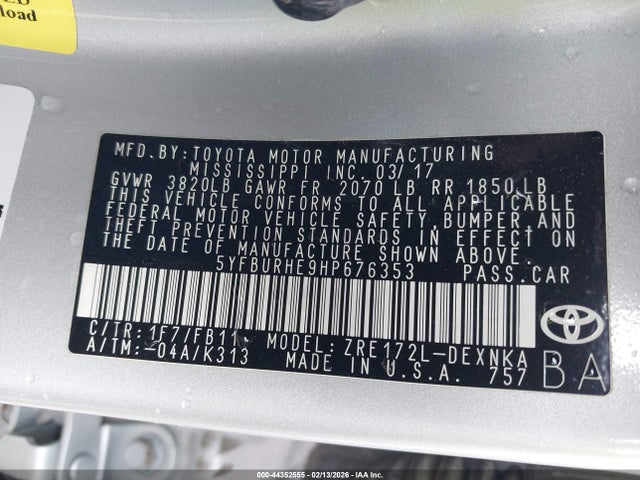 load
MFD.BY:TOYOTA MOTOR MANUFACTURING
MISSISSIPPI INC. 03/17
GVWR 3820LB GAWR FR 2070 LB RR 1850LB
THIS VEHICLE CONFORMS TO ALL APPLICABLE
FEDERAL MOTOR VEHICLE SAFETY, BUMPER, AND
THEFT PREVENTION STANDARDS IN EFFECT ON
THE DATE OF MANUFACTURE SHOWN ABOVE.
5YFBURHE9HP676353 PASS.CAR
C/TR:1F7/FB11. MODEL: ZRE172L-DEXNKA
A/TM:-04A/K313 MADE IN U.S.A. 757
BA
000-44352555 - 02/13/2026 - IAA Inc.